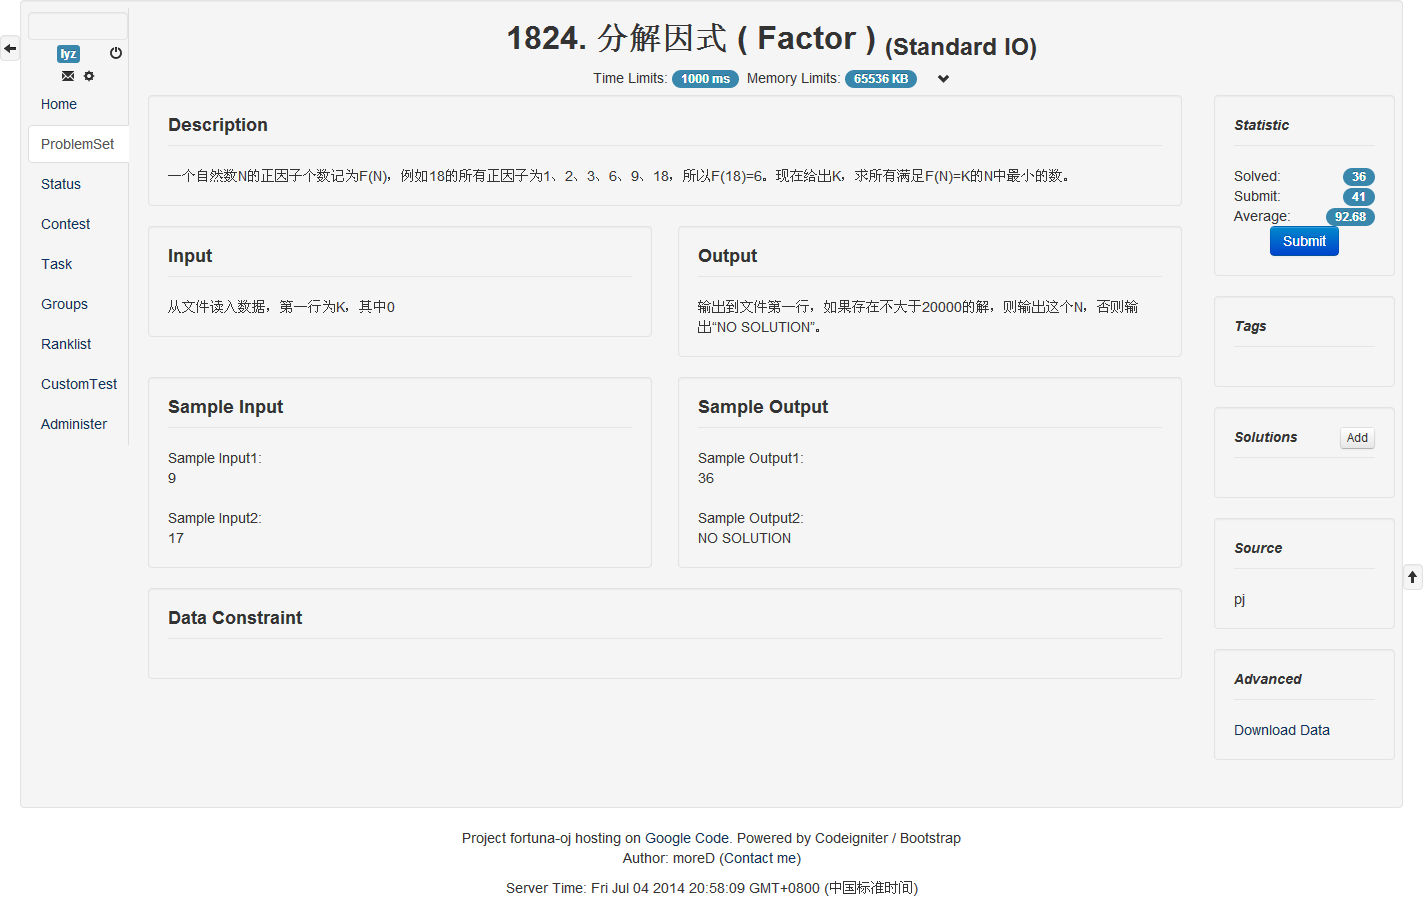 1824. 分解因式 ( Factor ) (Standard IO)
Time Limits: 1000 ms Memory Limits: 65536 KB
lyz
Home
ProblemSet
Status
Contest
Task
Groups
Ranklist
CustomTest
Administer
Description
一个自然数N的正因子个数记为F(N)，例如18的所有正因子为1、2、3、6、9、18，所以F(18)=6。现在给出K，求所有满足F(N)=K的N中最小的数。
Input
从文件读入数据，第一行为K，其中0
Output
输出到文件第一行，如果存在不大于20000的解，则输出这个N，否则输
出“NO SOLUTION”。
Sample Input
Sample Input1:
9
Sample Input2:
17
Sample Output
Sample Output1:
36
Sample Output2:
NO SOLUTION
Data Constraint
Statistic
Solved: 36
Submit: 41
Average: 92.68
Submit
Tags
Solutions Add
Source
pj
Advanced
Download Data
Project fortuna-oj hosting on Google Code. Powered by Codeigniter / Bootstrap
Author: moreD (Contact me)
Server Time: Fri Jul 04 2014 20:58:09 GMT+0800 (中国标准时间)